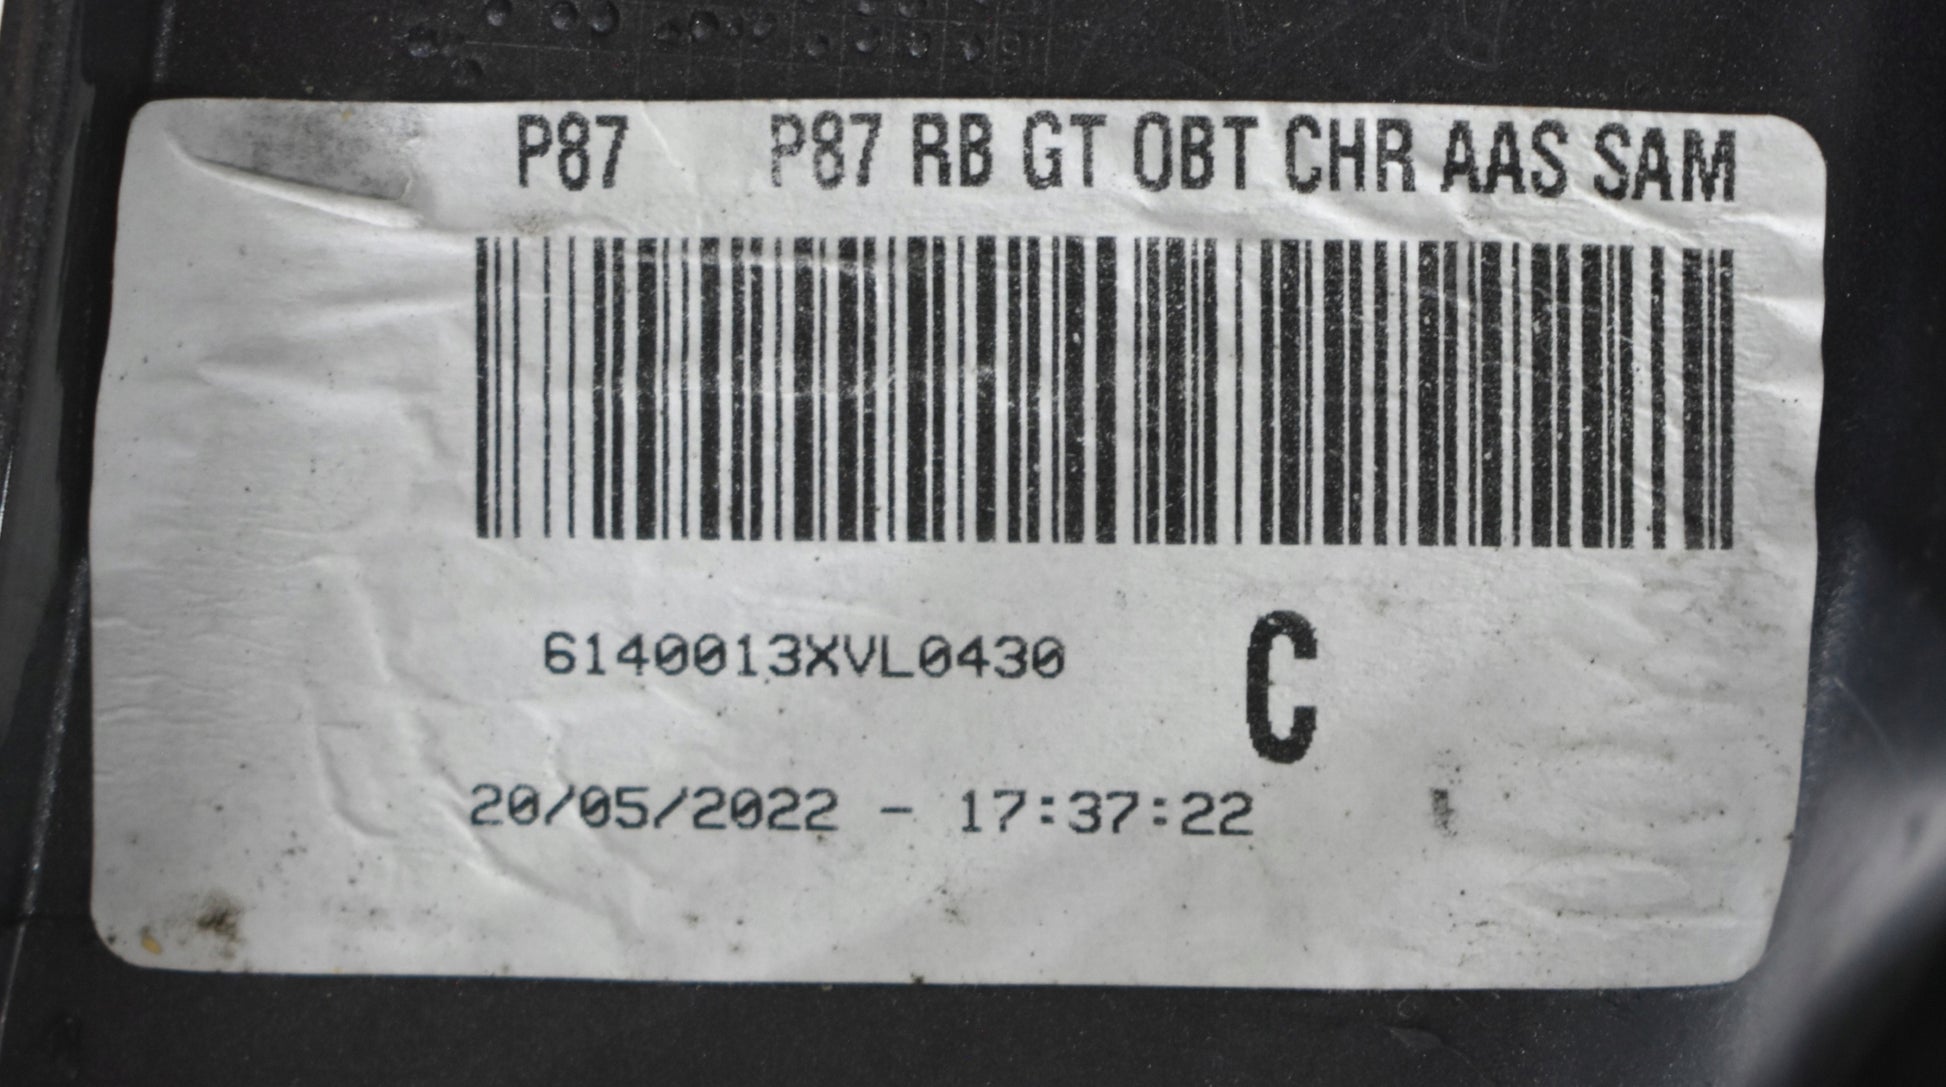 P87 P87 RB GT OBT CHR AAS SAM
6140013XVL0430
C
20/05/2022 - 17:37:22